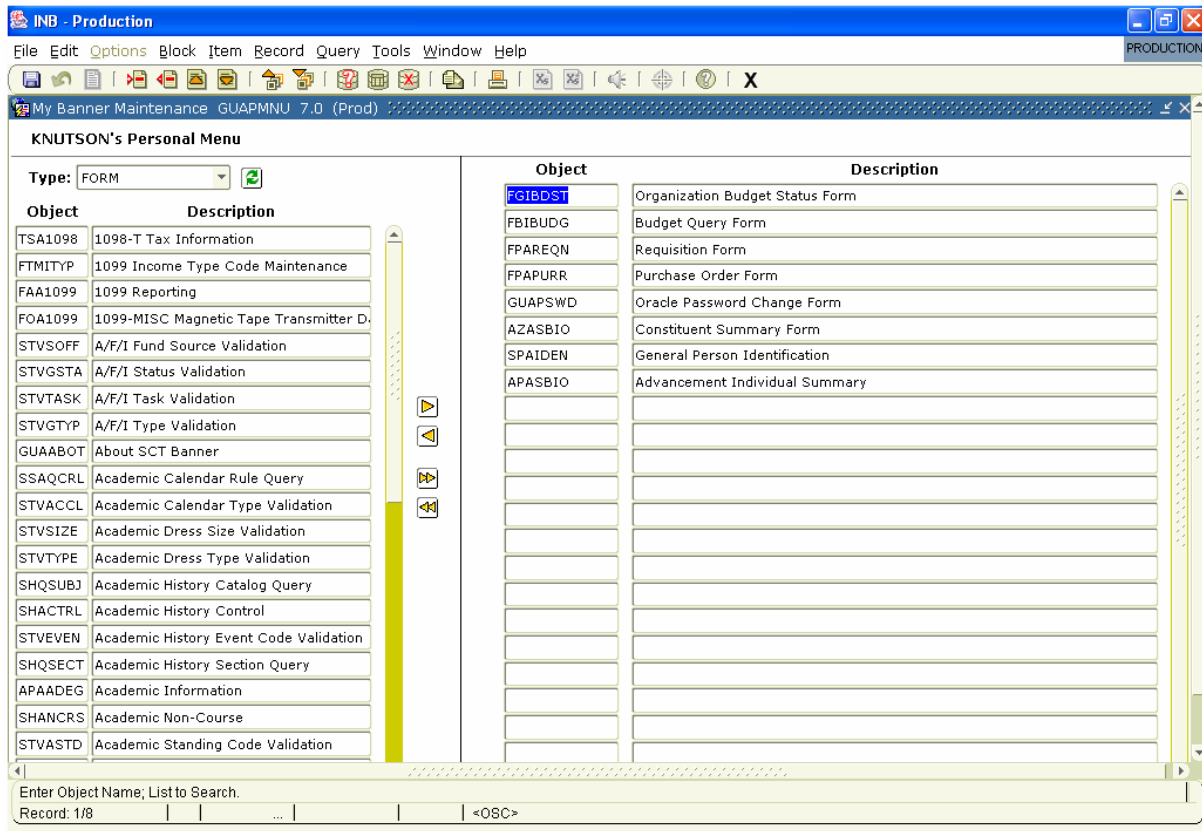 INB - Production
File Edit Options Block Item Record Query Tools Window Help
PRODUCTION
X
My Banner Maintenance GUAPMNU 7.0 (Prod)
KNUTSON's Personal Menu
Type: FORM
Object Description
TSA1098 1098-T Tax Information
FTMITYP 1099 Income Type Code Maintenance
FAA1099 1099 Reporting
FOA1099 1099-MISC Magnetic Tape Transmitter D
STVSOFF A/F/I Fund Source Validation
STVGSTA A/F/I Status Validation
STVTASK A/F/I Task Validation
STVGTYP A/F/I Type Validation
GUAABOT About SCT Banner
SSAQCRL Academic Calendar Rule Query
STVACCL Academic Calendar Type Validation
STVSIZE Academic Dress Size Validation
STVTYPE Academic Dress Type Validation
SHQSUBJ Academic History Catalog Query
SHACTRL Academic History Control
STVEVEN Academic History Event Code Validation
SHQSECT Academic History Section Query
APAADEG Academic Information
SHANCRS Academic Non-Course
STVASTD Academic Standing Code Validation
Object Description
FGIBDST Organization Budget Status Form
FBIBUDG Budget Query Form
FPAREQN Requisition Form
FPAPURR Purchase Order Form
GUAPSWD Oracle Password Change Form
AZASBIO Constituent Summary Form
SPAIDEN General Person Identification
APASBIO Advancement Individual Summary
Enter Object Name; List to Search.
Record: 1/8 ... <OSC>